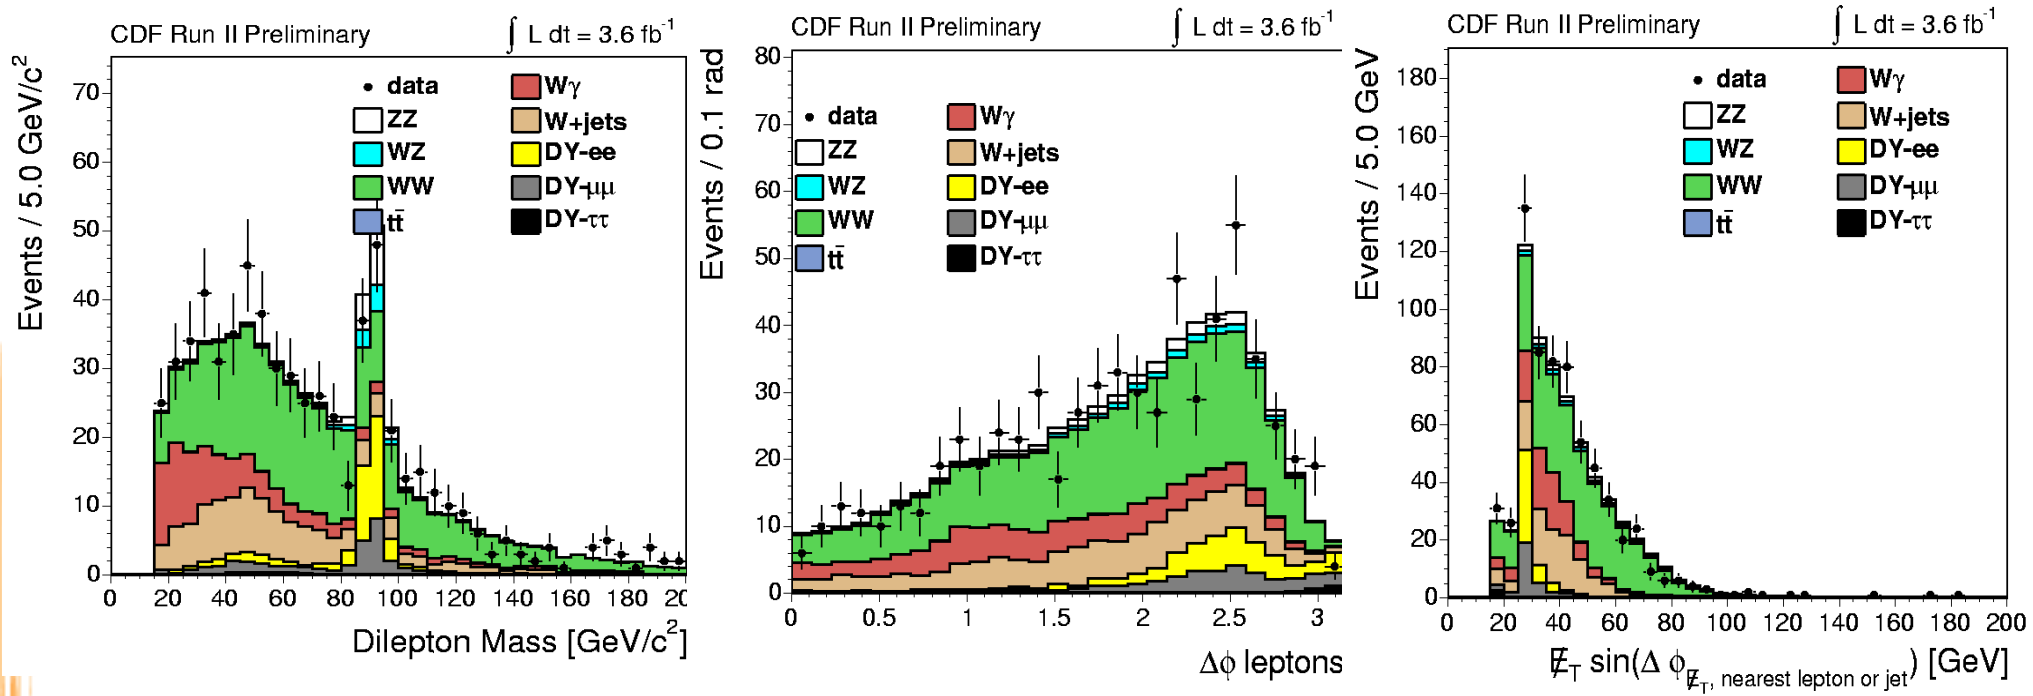 CDF Run II Preliminary
∫ L dt = 3.6 fb⁻¹
Events / 5.0 GeV/c²
70
60
50
40
30
20
10
0
data
ZZ
WZ
WW
tt̄
Wγ
W+jets
DY-ee
DY-μμ
DY-ττ
0 20 40 60 80 100 120 140 160 180 20
Dilepton Mass [GeV/c²]
CDF Run II Preliminary
∫ L dt = 3.6 fb⁻¹
Events / 0.1 rad
80
70
60
50
40
30
20
10
0
data
ZZ
WZ
WW
tt̄
Wγ
W+jets
DY-ee
DY-μμ
DY-ττ
0 0.5 1 1.5 2 2.5 3
Δϕ leptons
CDF Run II Preliminary
∫ L dt = 3.6 fb⁻¹
Events / 5.0 GeV
180
160
140
120
100
80
60
40
20
0
data
ZZ
WZ
WW
tt̄
Wγ
W+jets
DY-ee
DY-μμ
DY-ττ
0 20 40 60 80 100 120 140 160 180 200
E̸_T sin(Δ ϕ_E̸_T, nearest lepton or jet) [GeV]